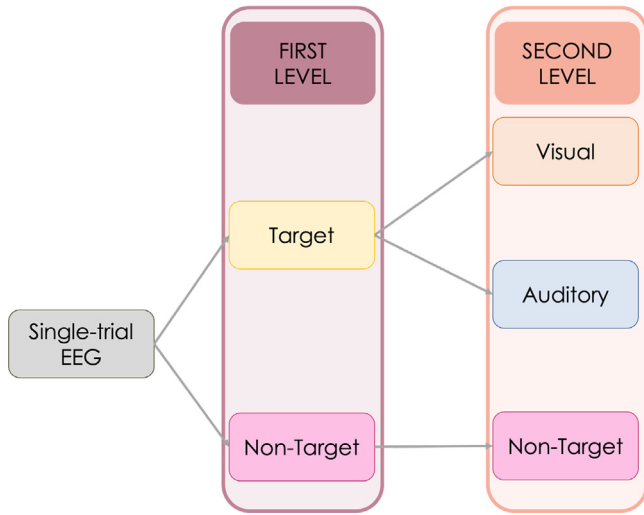 FIRST
LEVEL
SECOND
LEVEL
Visual
Target
Auditory
Single-trial
EEG
Non-Target
Non-Target